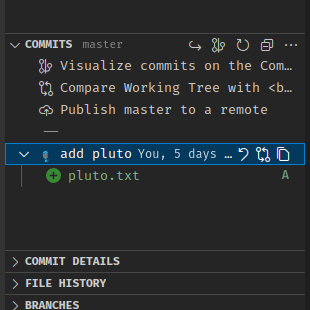 COMMITS master
Visualize commits on the Com...
Compare Working Tree with <b...
Publish master to a remote
add pluto You, 5 days ...
pluto.txt A
COMMIT DETAILS
FILE HISTORY
BRANCHES